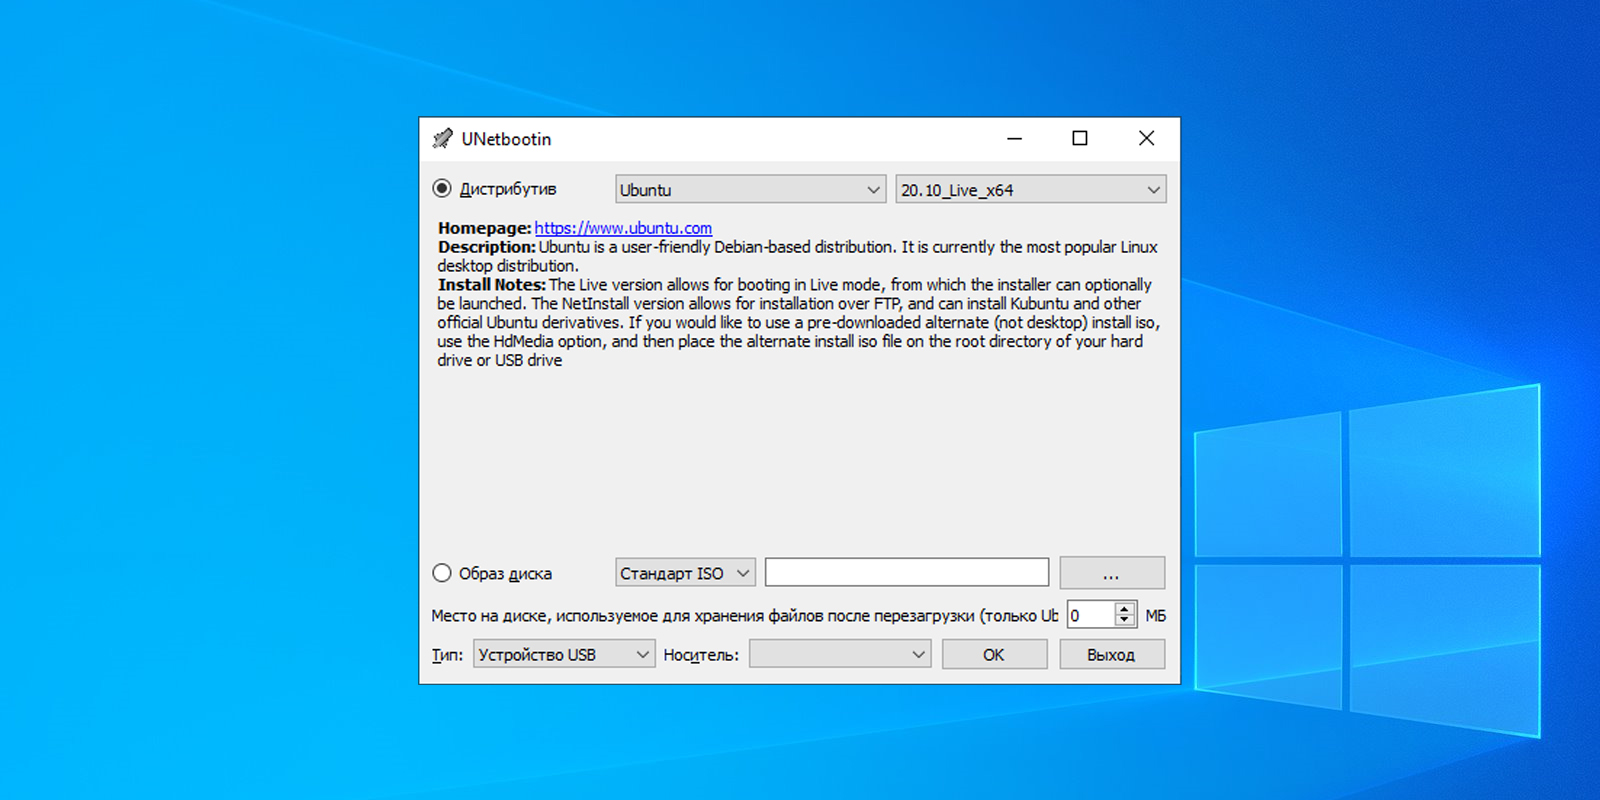 UNetbootin
Дистрибутив Ubuntu 20.10_Live_x64
Homepage: https://www.ubuntu.com
Description: Ubuntu is a user-friendly Debian-based distribution. It is currently the most popular Linux
desktop distribution.
Install Notes: The Live version allows for booting in Live mode, from which the installer can optionally
be launched. The NetInstall version allows for installation over FTP, and can install Kubuntu and other
official Ubuntu derivatives. If you would like to use a pre-downloaded alternate (not desktop) install iso,
use the HdMedia option, and then place the alternate install iso file on the root directory of your hard
drive or USB drive
Образ диска Стандарт ISO ...
Место на диске, используемое для хранения файлов после перезагрузки (только Ub 0 МБ
Тип: Устройство USB Носитель: OK Выход